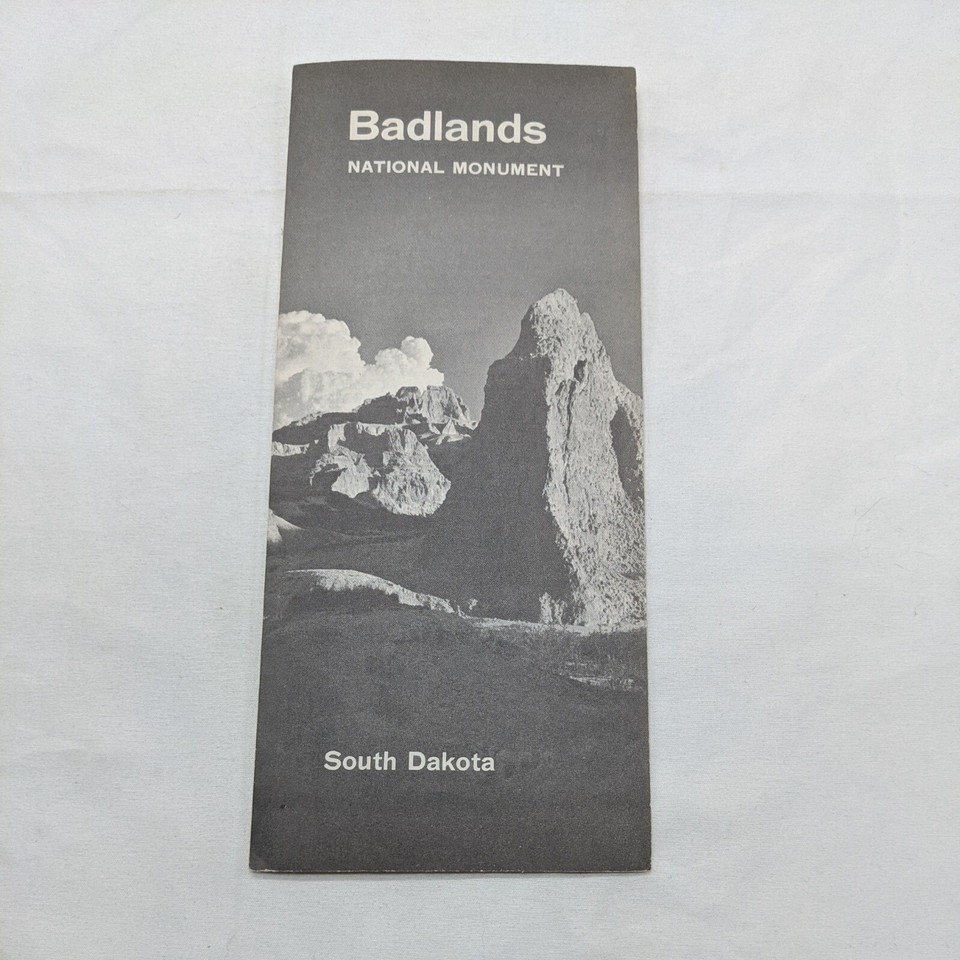 Badlands
NATIONAL MONUMENT
South Dakota